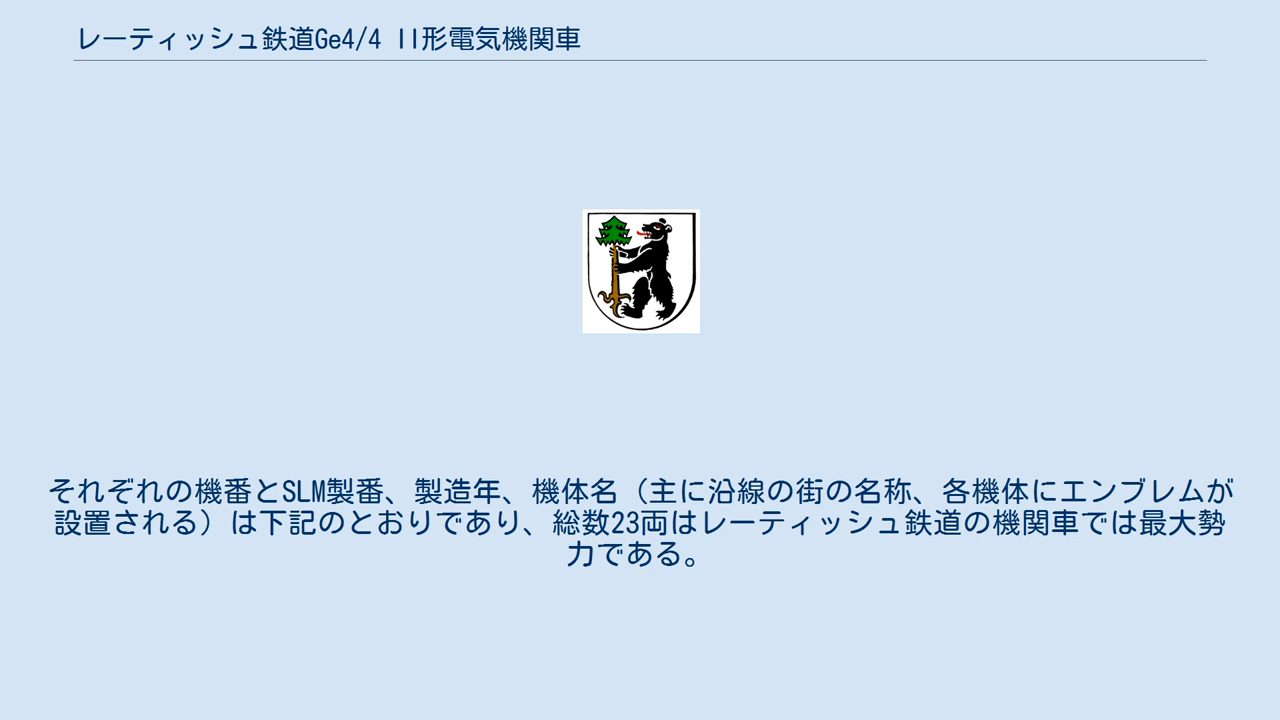 レーティッシュ鉄道Ge4/4 II形電気機関車
それぞれの機番とSLM製番、製造年、機体名（主に沿線の街の名称、各機体にエンブレムが
設置される）は下記のとおりであり、総数23両はレーティッシュ鉄道の機関車では最大勢
力である。